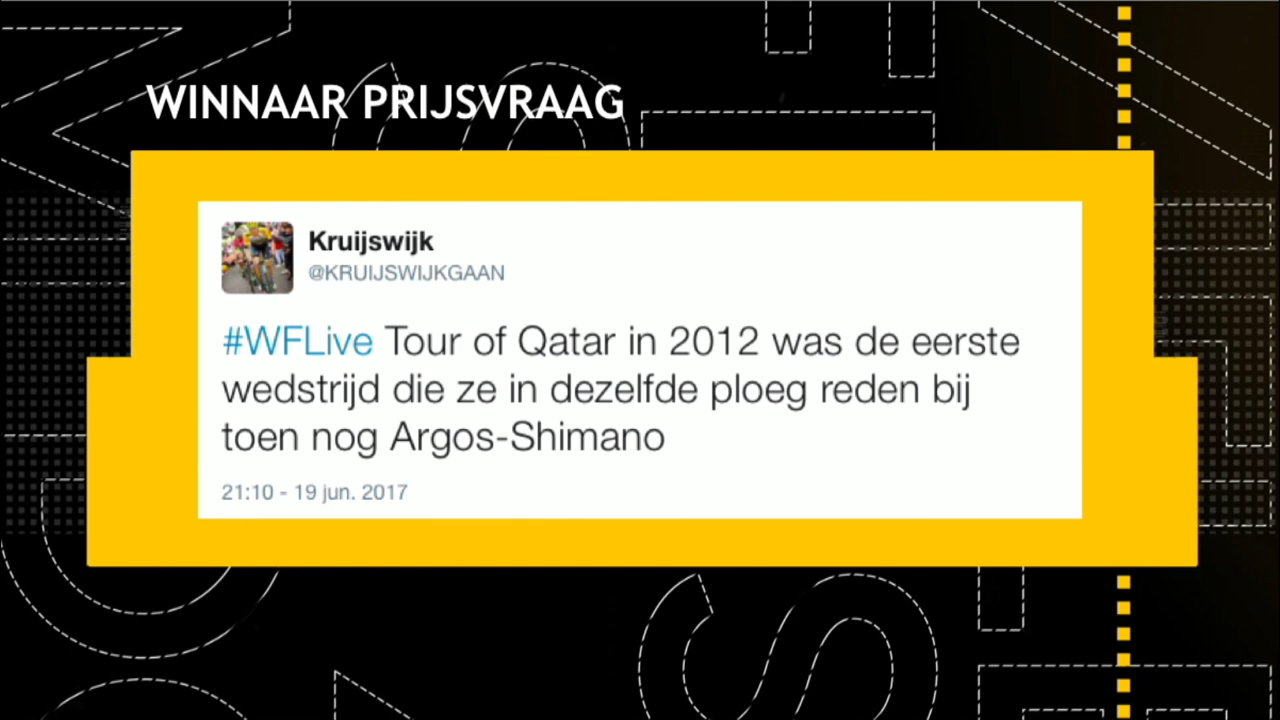 WINNAAR PRIJSVRAAG
Kruijswijk
@KRUIJSWIJKGAAN
#WFLive Tour of Qatar in 2012 was de eerste
wedstrijd die ze in dezelfde ploeg reden bij
toen nog Argos-Shimano
21:10 - 19 jun. 2017